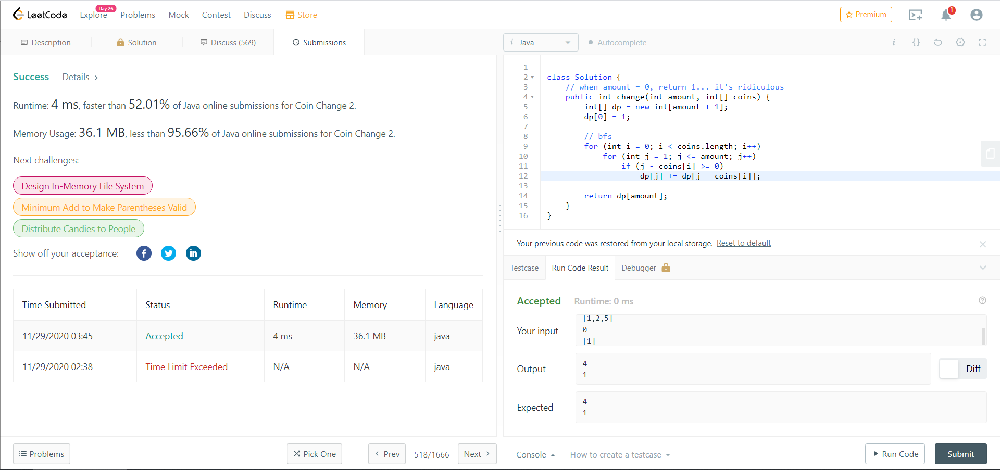 LeetCode Explore Day 26 Problems Mock Contest Discuss Store Premium 1
Description Solution Discuss (569) Submissions
Success Details >
Runtime: 4 ms, faster than 52.01% of Java online submissions for Coin Change 2.
Memory Usage: 36.1 MB, less than 95.66% of Java online submissions for Coin Change 2.
Next challenges:
Design In-Memory File System
Minimum Add to Make Parentheses Valid
Distribute Candies to People
Show off your acceptance:
Time Submitted Status Runtime Memory Language
11/29/2020 03:45 Accepted 4 ms 36.1 MB java
11/29/2020 02:38 Time Limit Exceeded N/A N/A java
Problems Pick One < Prev 518/1666 Next >
i Java Autocomplete i {}
1
2 class Solution {
3 // when amount = 0, return 1... it's ridiculous
4 public int change(int amount, int[] coins) {
5 int[] dp = new int[amount + 1];
6 dp[0] = 1;
7
8 // bfs
9 for (int i = 0; i < coins.length; i++)
10 for (int j = 1; j <= amount; j++)
11 if (j - coins[i] >= 0)
12 dp[j] += dp[j - coins[i]];
13
14 return dp[amount];
15 }
16 }
Your previous code was restored from your local storage. Reset to default
Testcase Run Code Result Debugger
Accepted Runtime: 0 ms
Your input
[1,2,5]
0
[1]
Output
4
1
Diff
Expected
4
1
Console How to create a testcase Run Code Submit